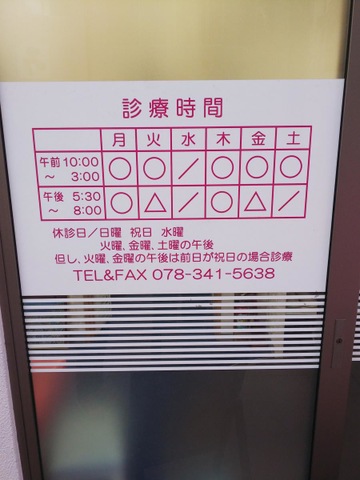 診療時間
月 火 水 木 金 土
午前 10:00 ～ 3:00 ○ ○ ／ ○ ○ ○
午後 5:30 ～ 8:00 ○ △ ／ ○ △ ／
休診日／日曜 祝日 水曜
火曜、金曜、土曜の午後
但し、火曜、金曜の午後は前日が祝日の場合診療
TEL&FAX 078-341-5638